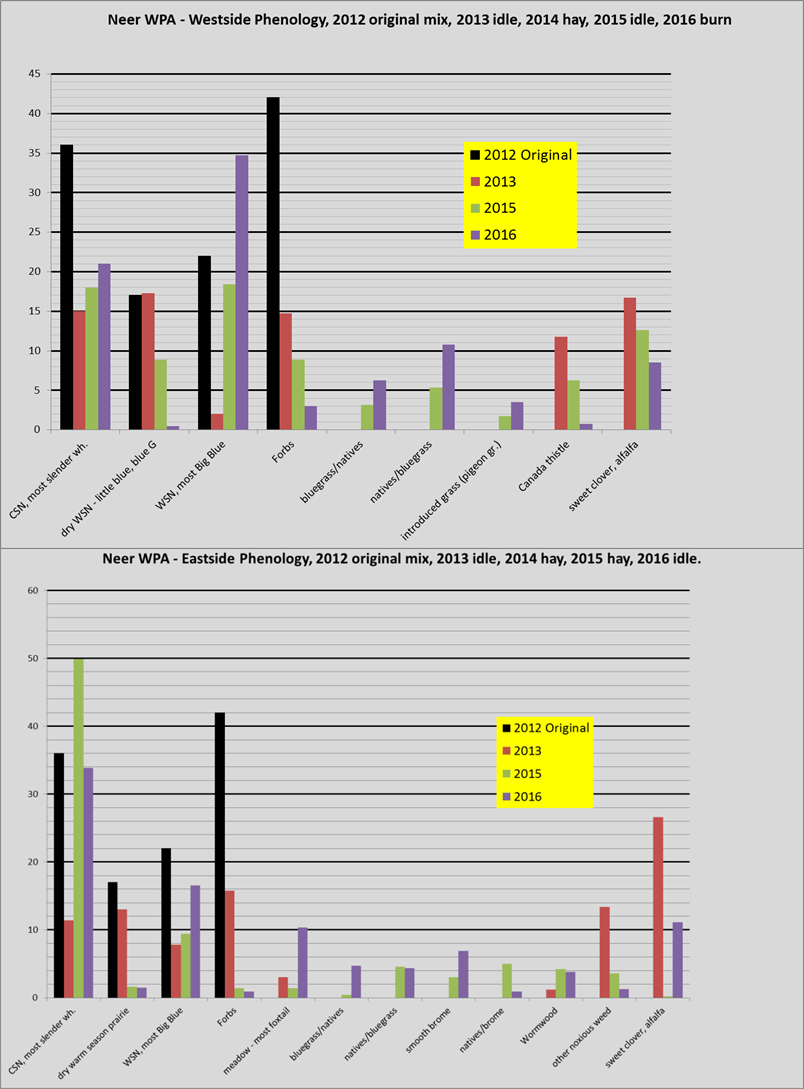 Neer WPA - Westside Phenology, 2012 original mix, 2013 idle, 2014 hay, 2015 idle, 2016 burn
45
40
35
30
25
20
15
10
5
0
2012 Original
2013
2015
2016
CSN, most slender wh.
dry WSN - little blue, blue G
WSN, most Big Blue
Forbs
bluegrass/natives
natives/bluegrass
introduced grass (pigeon gr.)
Canada thistle
sweet clover, alfalfa
Neer WPA - Eastside Phenology, 2012 original mix, 2013 idle, 2014 hay, 2015 hay, 2016 idle.
60
50
40
30
20
10
0
2012 Original
2013
2015
2016
CSN, most slender wh.
dry warm season prairie
WSN, most Big Blue
Forbs
meadow - most foxtail
bluegrass/natives
natives/bluegrass
smooth brome
natives/brome
Wormwood
other noxious weed
sweet clover, alfalfa